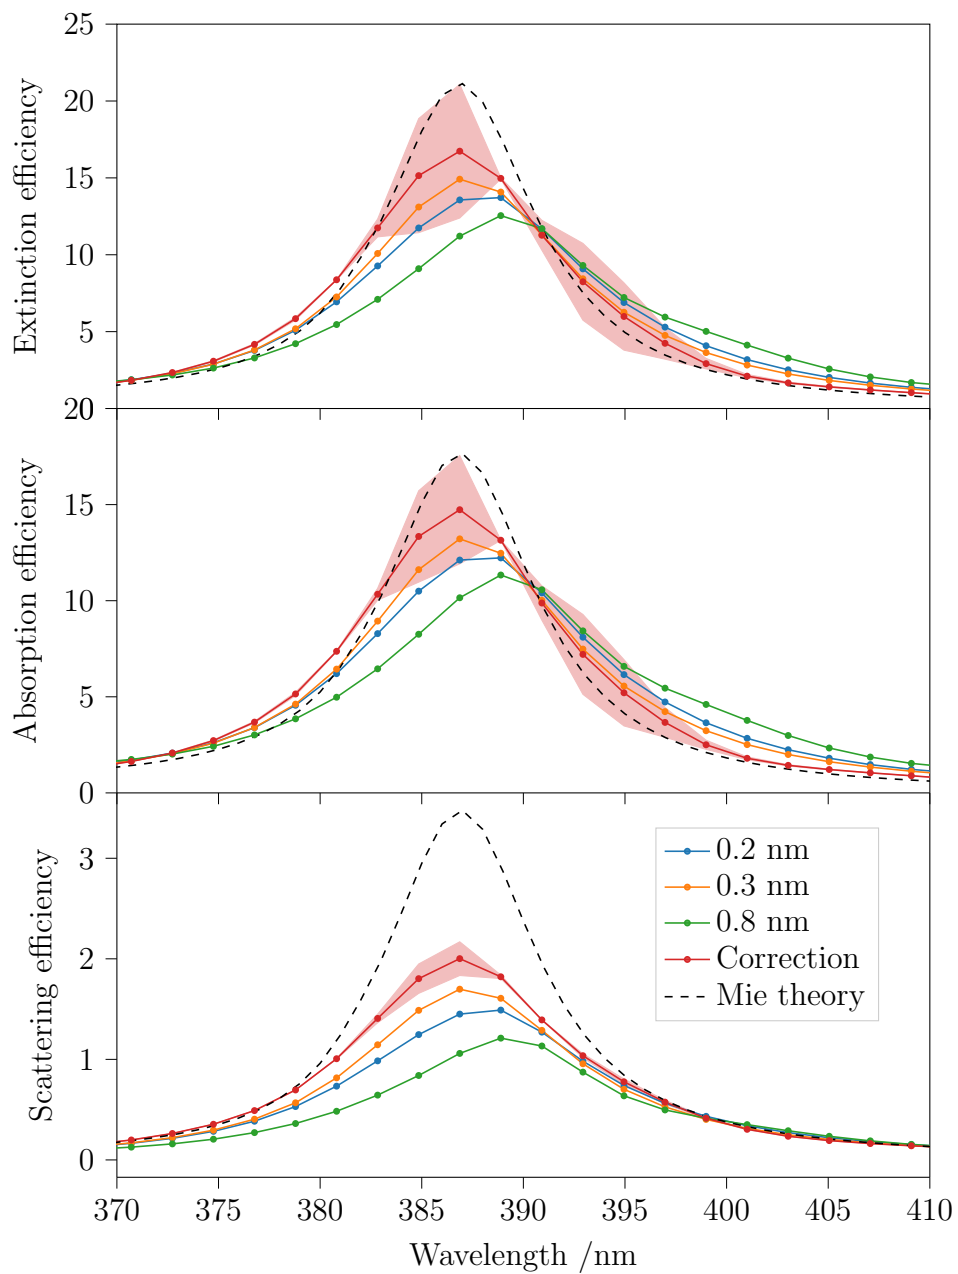 25
20
15
10
5
Extinction efficiency
20
15
10
5
0
Absorption efficiency
3
2
1
0
Scattering efficiency
0.2 nm
0.3 nm
0.8 nm
Correction
Mie theory
370 375 380 385 390 395 400 405 410
Wavelength /nm